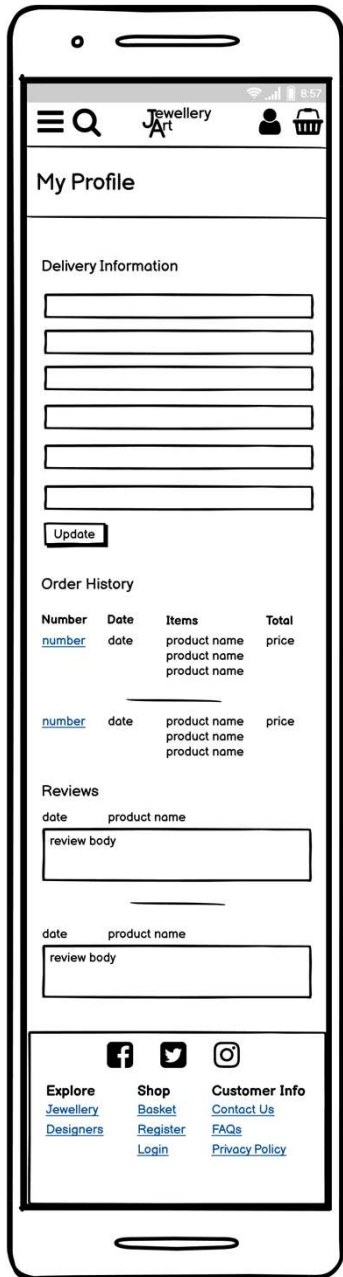 8:57
Jewellery
Art
My Profile
Delivery Information
Update
Order History
Number Date Items Total
number date product name price
product name
product name
number date product name price
product name
product name
Reviews
date product name
review body
date product name
review body
Explore Shop Customer Info
Jewellery Basket Contact Us
Designers Register FAQs
Login Privacy Policy